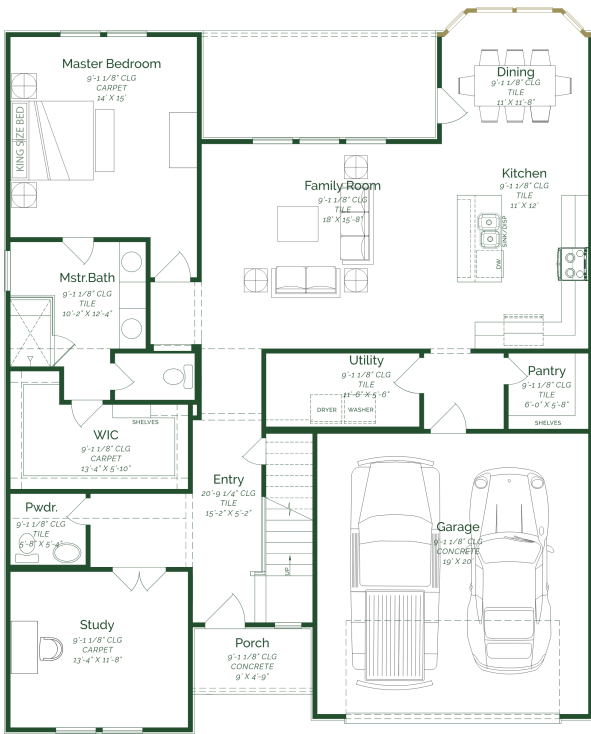 Master Bedroom
9'-1 1/8" CLG
CARPET
14' X 15'
KING SIZE BED
Dining
9'-1 1/8" CLG
TILE
11' X 11'-8"
Family Room
9'-1 1/8" CLG
TILE
18' X 15'-8"
Kitchen
9'-1 1/8" CLG
TILE
11' X 12'
SINK/DISP
DW
Mstr.Bath
9'-1 1/8" CLG
TILE
10'-2" X 12'-4"
Utility
9'-1 1/8" CLG
TILE
11'-6" X 5'-6"
DRYER
WASHER
Pantry
9'-1 1/8" CLG
TILE
6'-0" X 5'-8"
SHELVES
SHELVES
WIC
9'-1 1/8" CLG
CARPET
13'-4" X 5'-10"
Entry
20'-9 1/4" CLG
TILE
15'-2" X 5'-2"
Pwdr.
9'-1 1/8" CLG
TILE
5'-8" X 5'-4"
UP
Garage
9'-1 1/8" CLG
CONCRETE
19' X 20'
Study
9'-1 1/8" CLG
CARPET
13'-4" X 11'-8"
Porch
9'-1 1/8" CLG
CONCRETE
9' X 4'-9"